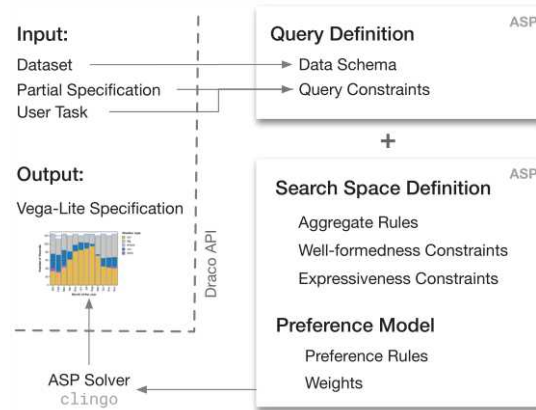 Input:
Dataset
Partial Specification
User Task
Output:
Vega-Lite Specification
Draco API
ASP Solver
clingo
ASP
Query Definition
Data Schema
Query Constraints
+
ASP
Search Space Definition
Aggregate Rules
Well-formedness Constraints
Expressiveness Constraints
Preference Model
Preference Rules
Weights